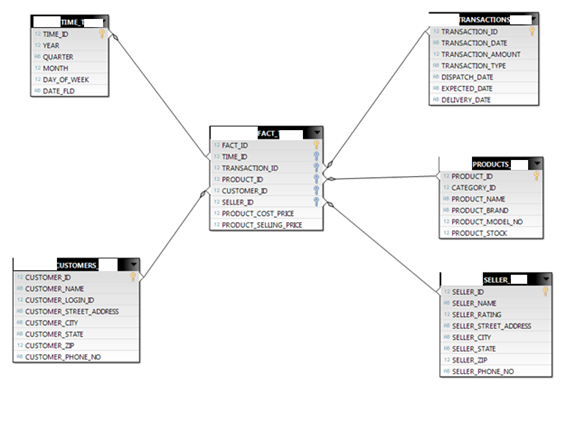 TIME_
TIME_ID
YEAR
QUARTER
MONTH
DAY_OF_WEEK
DATE_FLD
TRANSACTIONS
TRANSACTION_ID
TRANSACTION_DATE
TRANSACTION_AMOUNT
TRANSACTION_TYPE
DISPATCH_DATE
EXPECTED_DATE
DELIVERY_DATE
FACT_
FACT_ID
TIME_ID
TRANSACTION_ID
PRODUCT_ID
CUSTOMER_ID
SELLER_ID
PRODUCT_COST_PRICE
PRODUCT_SELLING_PRICE
PRODUCTS_
PRODUCT_ID
CATEGORY_ID
PRODUCT_NAME
PRODUCT_BRAND
PRODUCT_MODEL_NO
PRODUCT_STOCK
CUSTOMERS_
CUSTOMER_ID
CUSTOMER_NAME
CUSTOMER_LOGIN_ID
CUSTOMER_STREET_ADDRESS
CUSTOMER_CITY
CUSTOMER_STATE
CUSTOMER_ZIP
CUSTOMER_PHONE_NO
SELLER_
SELLER_ID
SELLER_NAME
SELLER_RATING
SELLER_STREET_ADDRESS
SELLER_CITY
SELLER_STATE
SELLER_ZIP
SELLER_PHONE_NO